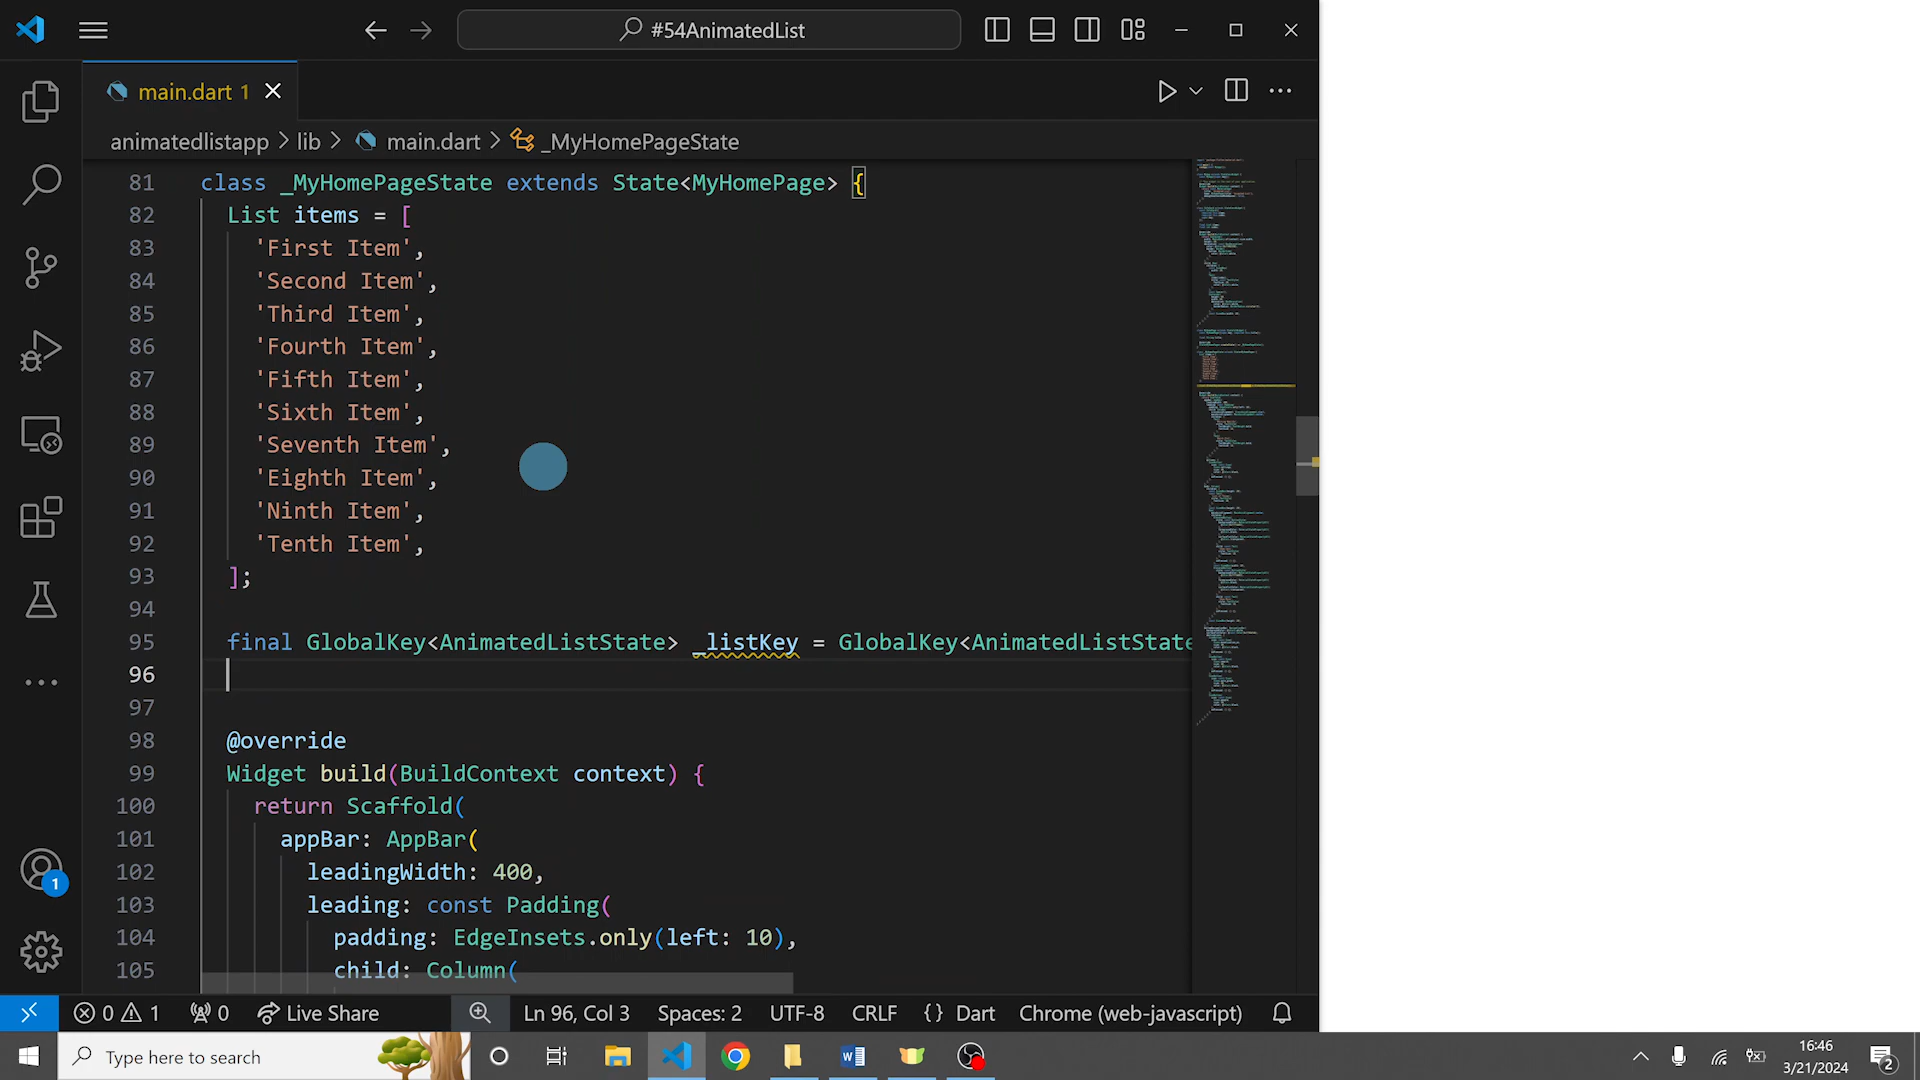 #54AnimatedList
main.dart 1
animatedlistapp > lib > main.dart > _MyHomePageState
81 class _MyHomePageState extends State<MyHomePage> {
82 List items = [
83 'First Item',
84 'Second Item',
85 'Third Item',
86 'Fourth Item',
87 'Fifth Item',
88 'Sixth Item',
89 'Seventh Item',
90 'Eighth Item',
91 'Ninth Item',
92 'Tenth Item',
93 ];
94
95 final GlobalKey<AnimatedListState> _listKey = GlobalKey<AnimatedListState
96
97
98 @override
99 Widget build(BuildContext context) {
100 return Scaffold(
101 appBar: AppBar(
102 leadingWidth: 400,
103 leading: const Padding(
104 padding: EdgeInsets.only(left: 10),
105 child: Column(
1
0 1 0 Live Share Ln 96, Col 3 Spaces: 2 UTF-8 CRLF {} Dart Chrome (web-javascript)
Type here to search
16:46
3/21/2024
2